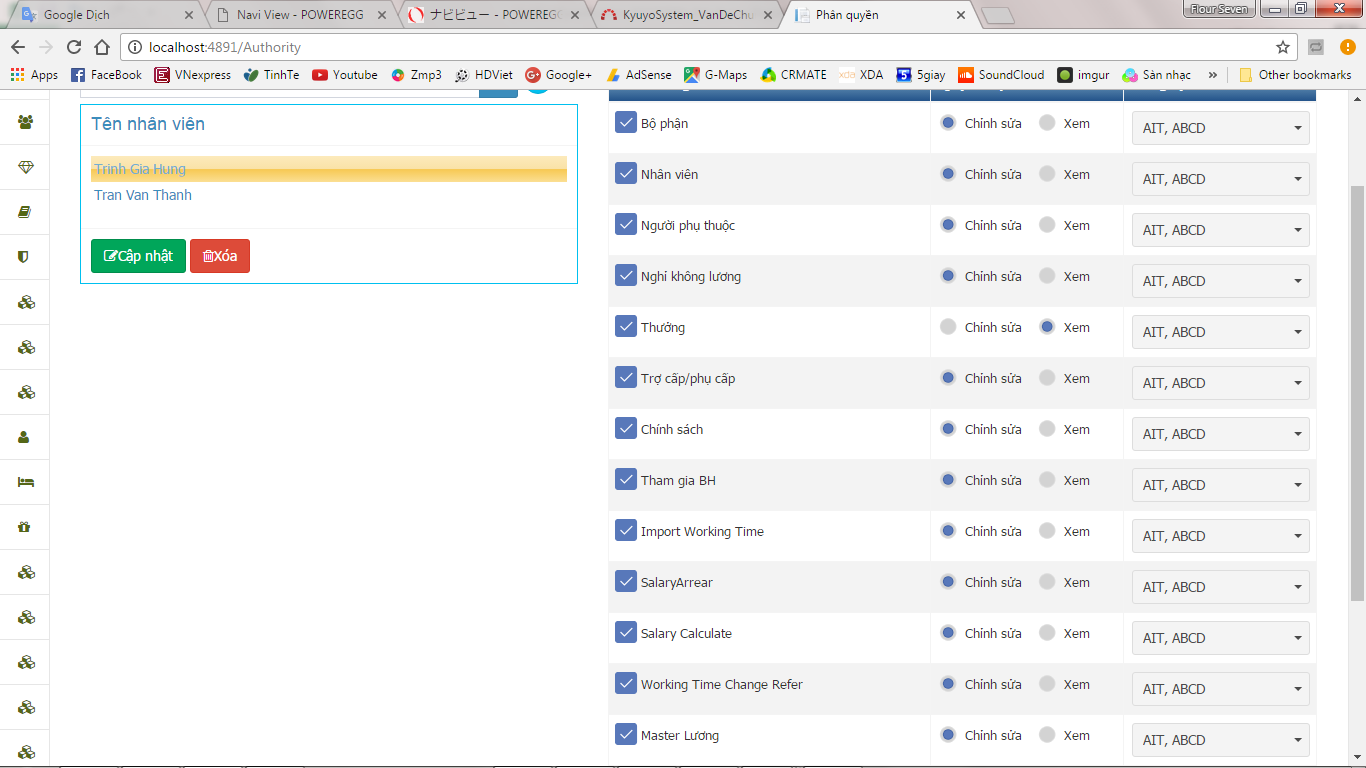 Google Dịch
Navi View - POWEREGG
ナビビュー - POWEREGG
KyuyoSystem_VanDeChu
Phân quyền
Flour Seven
localhost:4891/Authority
Apps FaceBook VNexpress TinhTe Youtube Zmp3 HDViet Google+ AdSense G-Maps CRMATE XDA 5giay SoundCloud imgur Sàn nhạc » Other bookmarks
Tên nhân viên
Trinh Gia Hung
Tran Van Thanh
Cập nhật Xóa
Bộ phận Chỉnh sửa Xem AIT, ABCD
Nhân viên Chỉnh sửa Xem AIT, ABCD
Người phụ thuộc Chỉnh sửa Xem AIT, ABCD
Nghỉ không lương Chỉnh sửa Xem AIT, ABCD
Thưởng Chỉnh sửa Xem AIT, ABCD
Trợ cấp/phụ cấp Chỉnh sửa Xem AIT, ABCD
Chính sách Chỉnh sửa Xem AIT, ABCD
Tham gia BH Chỉnh sửa Xem AIT, ABCD
Import Working Time Chỉnh sửa Xem AIT, ABCD
SalaryArrear Chỉnh sửa Xem AIT, ABCD
Salary Calculate Chỉnh sửa Xem AIT, ABCD
Working Time Change Refer Chỉnh sửa Xem AIT, ABCD
Master Lương Chỉnh sửa Xem AIT, ABCD